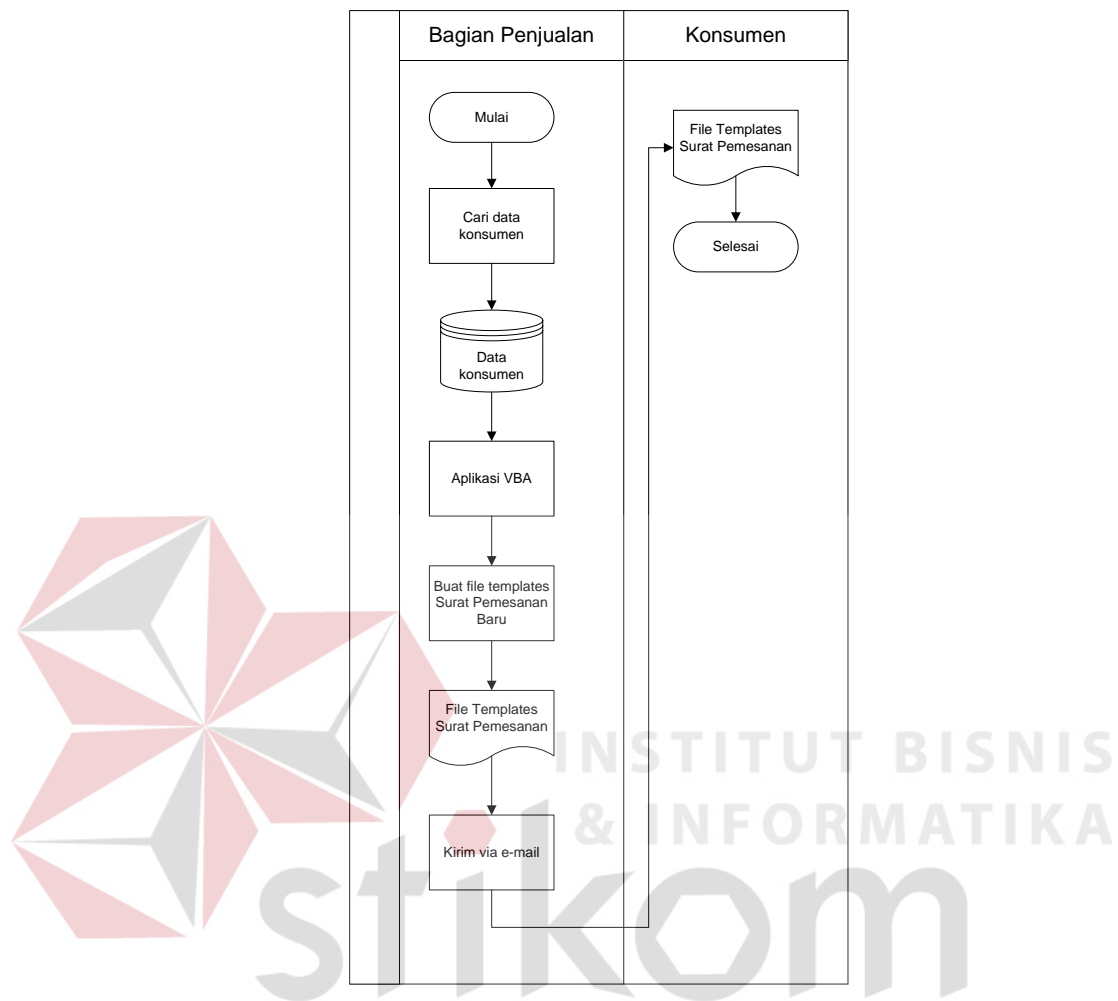 Bagian Penjualan
Konsumen
Mulai
Cari data
konsumen
Data
konsumen
Aplikasi VBA
Buat file templates
Surat Pemesanan
Baru
File Templates
Surat Pemesanan
Kirim via e-mail
File Templates
Surat Pemesanan
Selesai
INSTITUT BISNIS
& INFORMATIKA
stikom